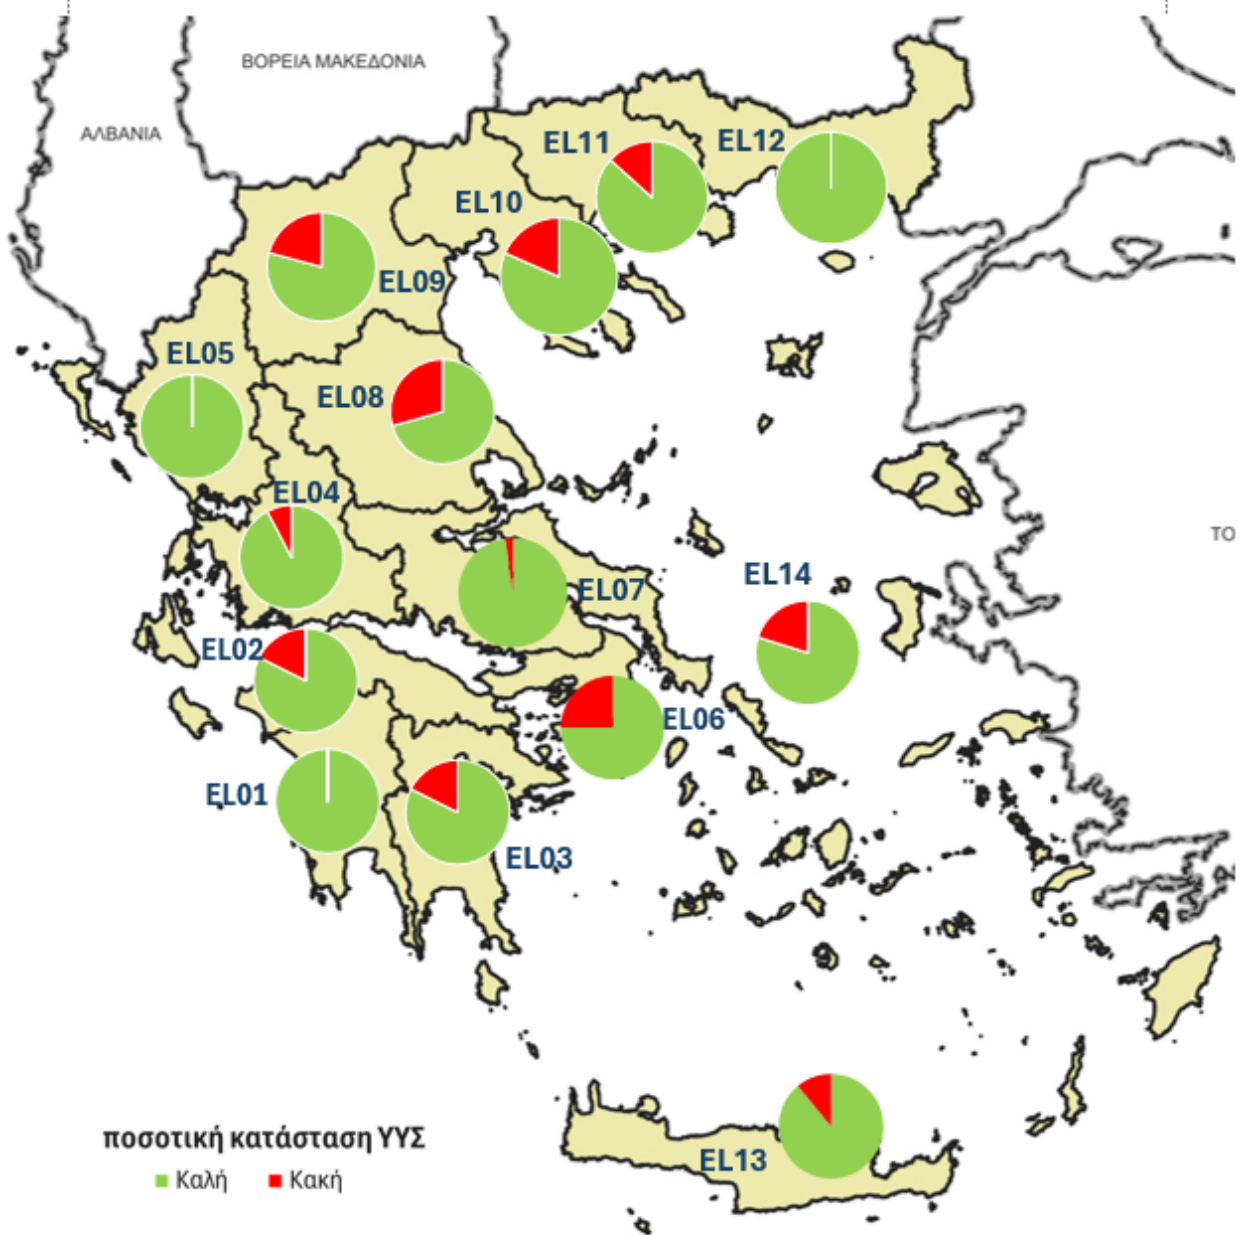 ΒΟΡΕΙΑ ΜΑΚΕΔΟΝΙΑ
ΑΛΒΑΝΙΑ
EL11
EL12
EL10
EL09
EL05
EL08
EL04
ΤΟ
EL14
EL07
EL02
EL06
EL01
EL03
ποσοτική κατάσταση ΥΥΣ
Καλή
Κακή
EL13